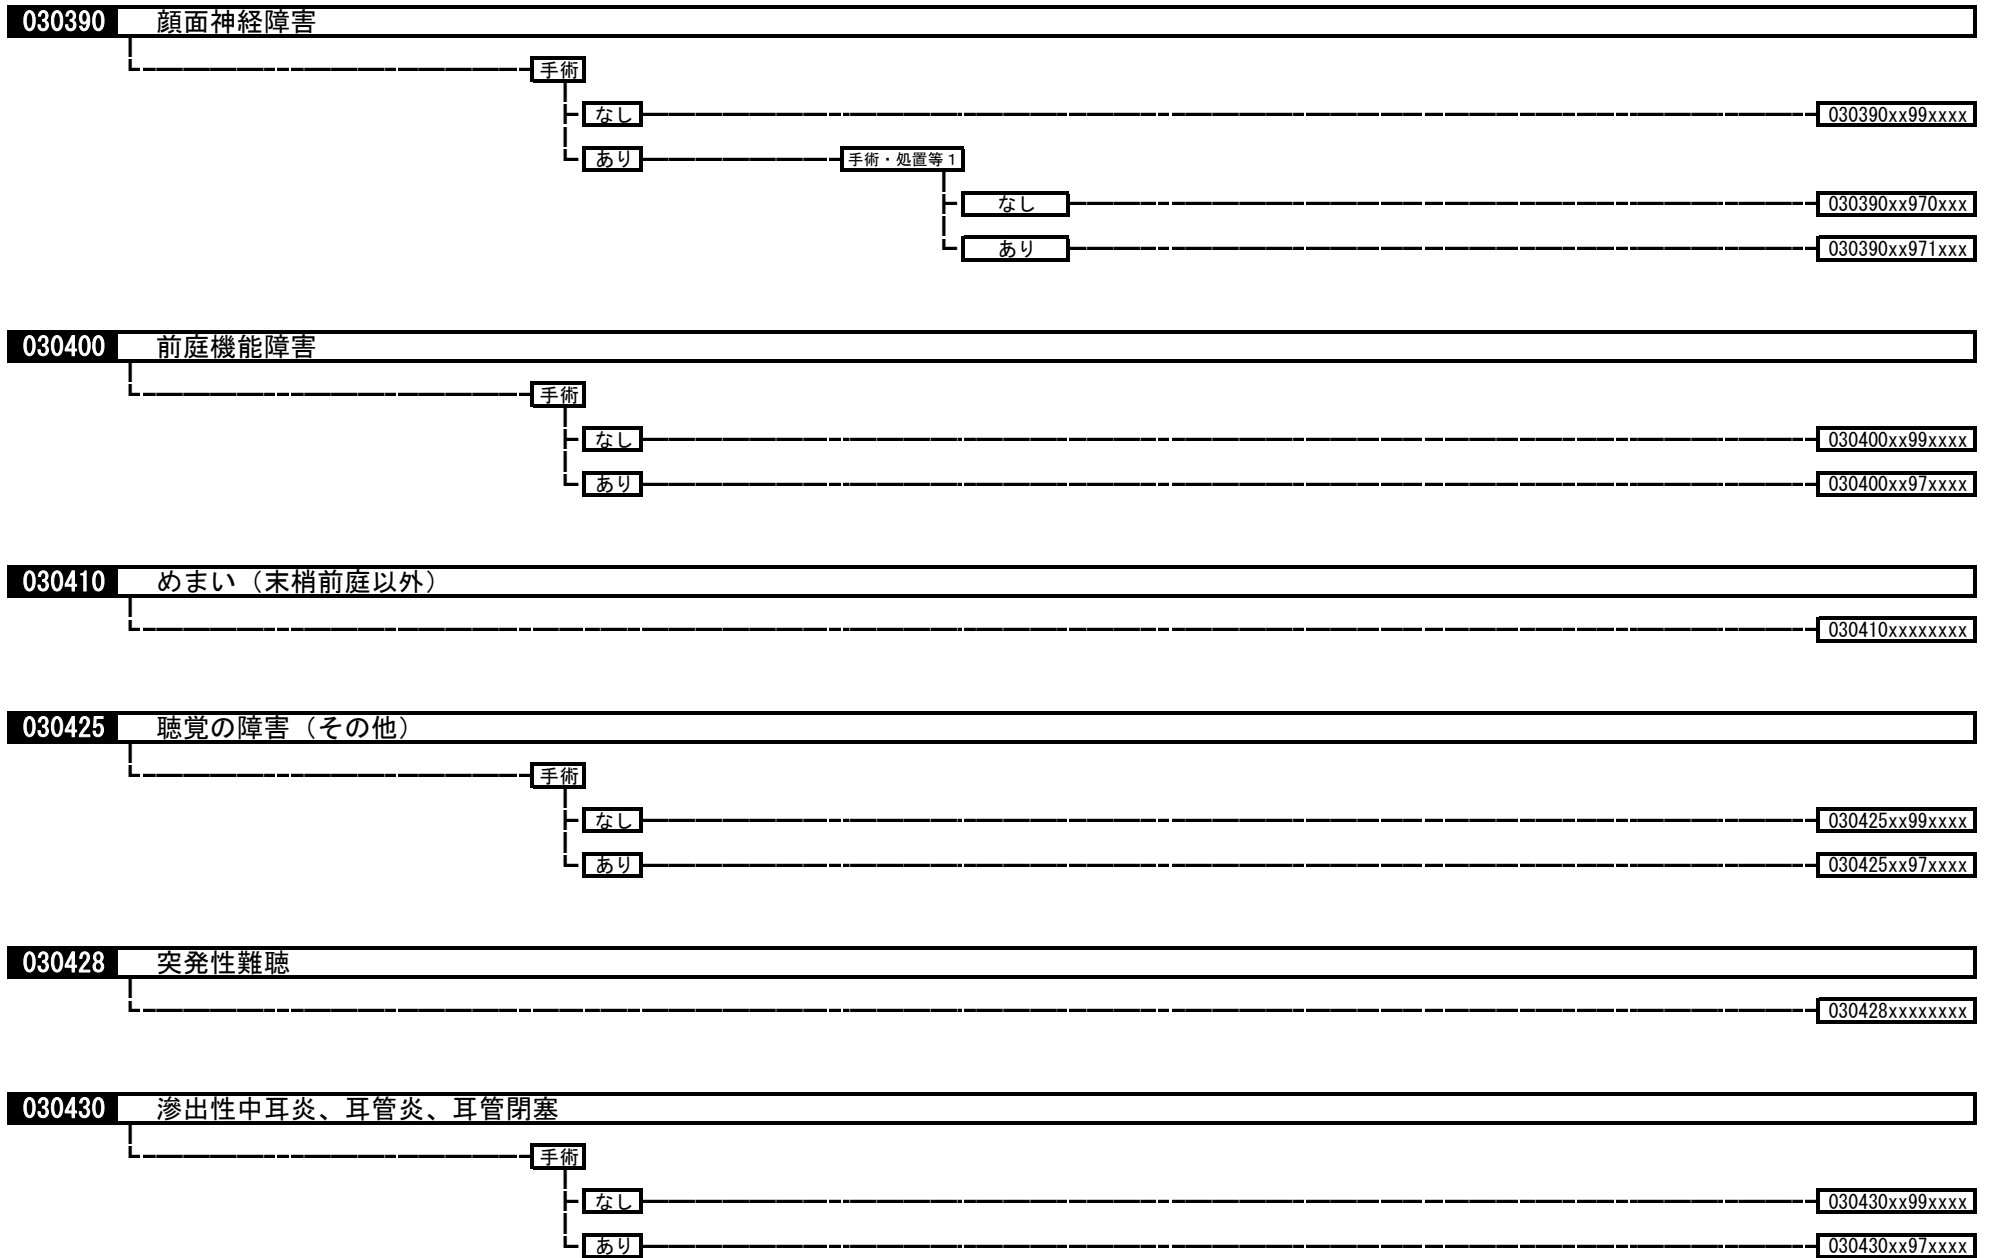 030390 顔面神経障害
手術
なし 030390xx99xxxx
あり 手術・処置等1
なし 030390xx970xxx
あり 030390xx971xxx
030400 前庭機能障害
手術
なし 030400xx99xxxx
あり 030400xx97xxxx
030410 めまい（末梢前庭以外）
030410xxxxxxxx
030425 聴覚の障害（その他）
手術
なし 030425xx99xxxx
あり 030425xx97xxxx
030428 突発性難聴
030428xxxxxxxx
030430 滲出性中耳炎、耳管炎、耳管閉塞
手術
なし 030430xx99xxxx
あり 030430xx97xxxx